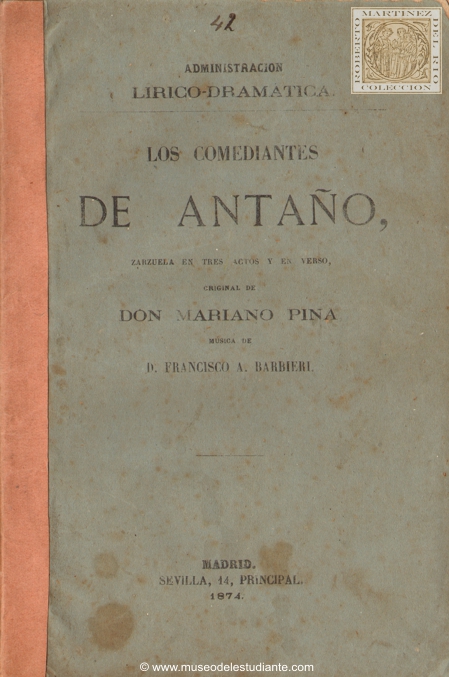 42
ROBERTO MARTINEZ DEL RIO
COLECCION
ADMINISTRACION
LIRICO-DRAMATICA.
LOS COMEDIANTES
DE ANTAÑO,
ZARZUELA EN TRES ACTOS Y EN VERSO,
ORIGINAL DE
DON MARIANO PINA
MÚSICA DE
D. FRANCISCO A. BARBIERI.
MADRID.
SEVILLA, 14, PRINCIPAL.
1874.
© www.museodelestudiante.com